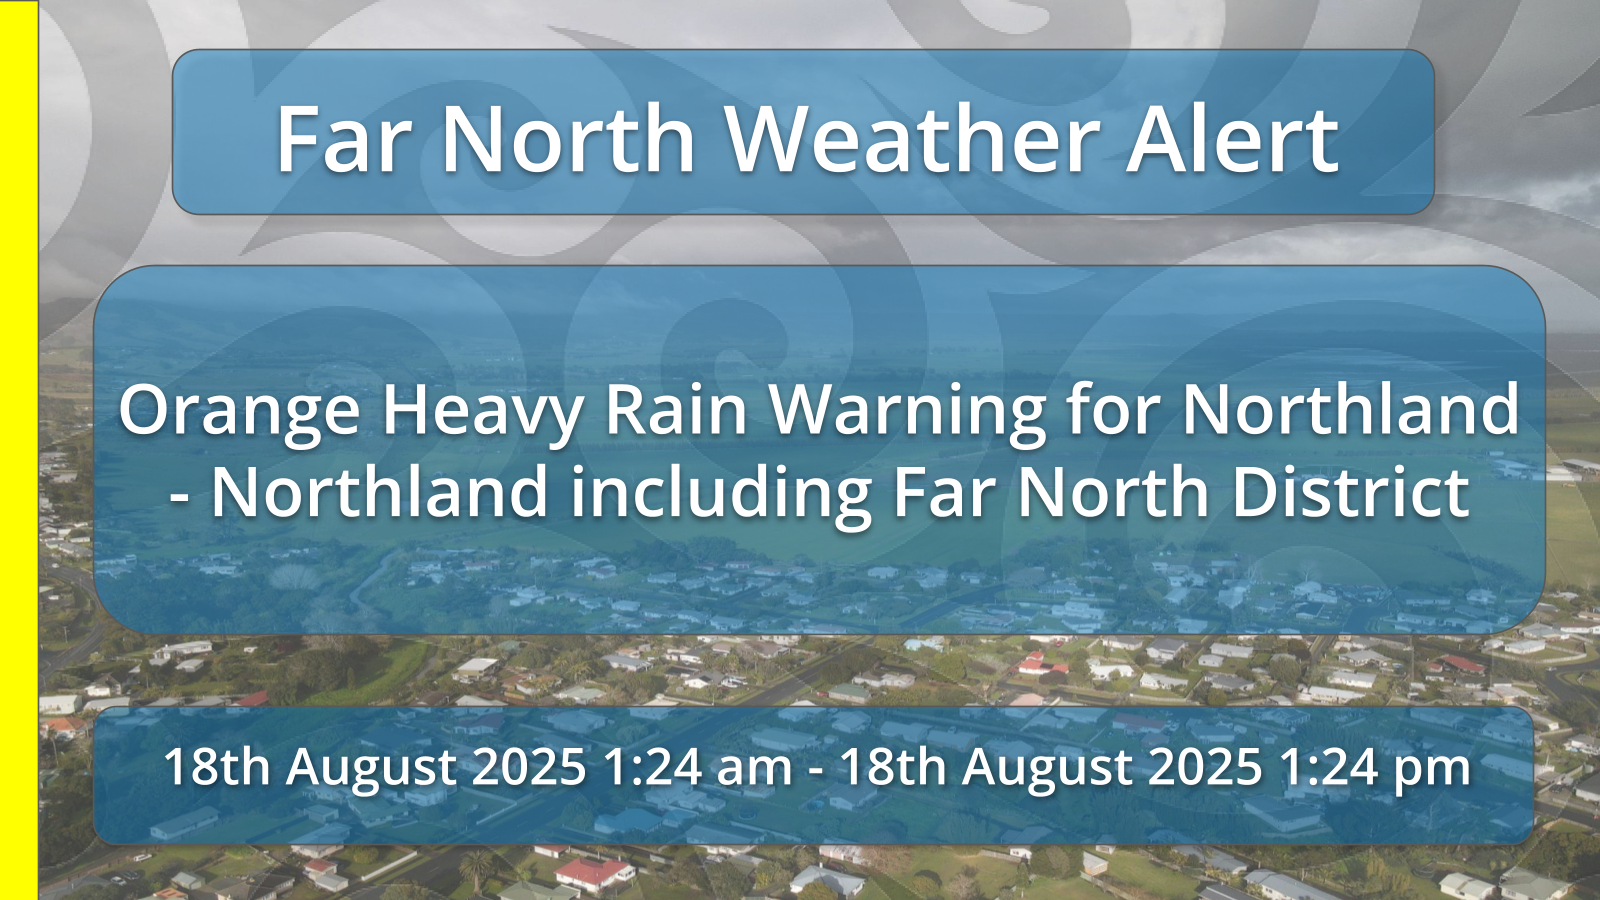 Far North Weather Alert
Orange Heavy Rain Warning for Northland
- Northland including Far North District
18th August 2025 1:24 am - 18th August 2025 1:24 pm